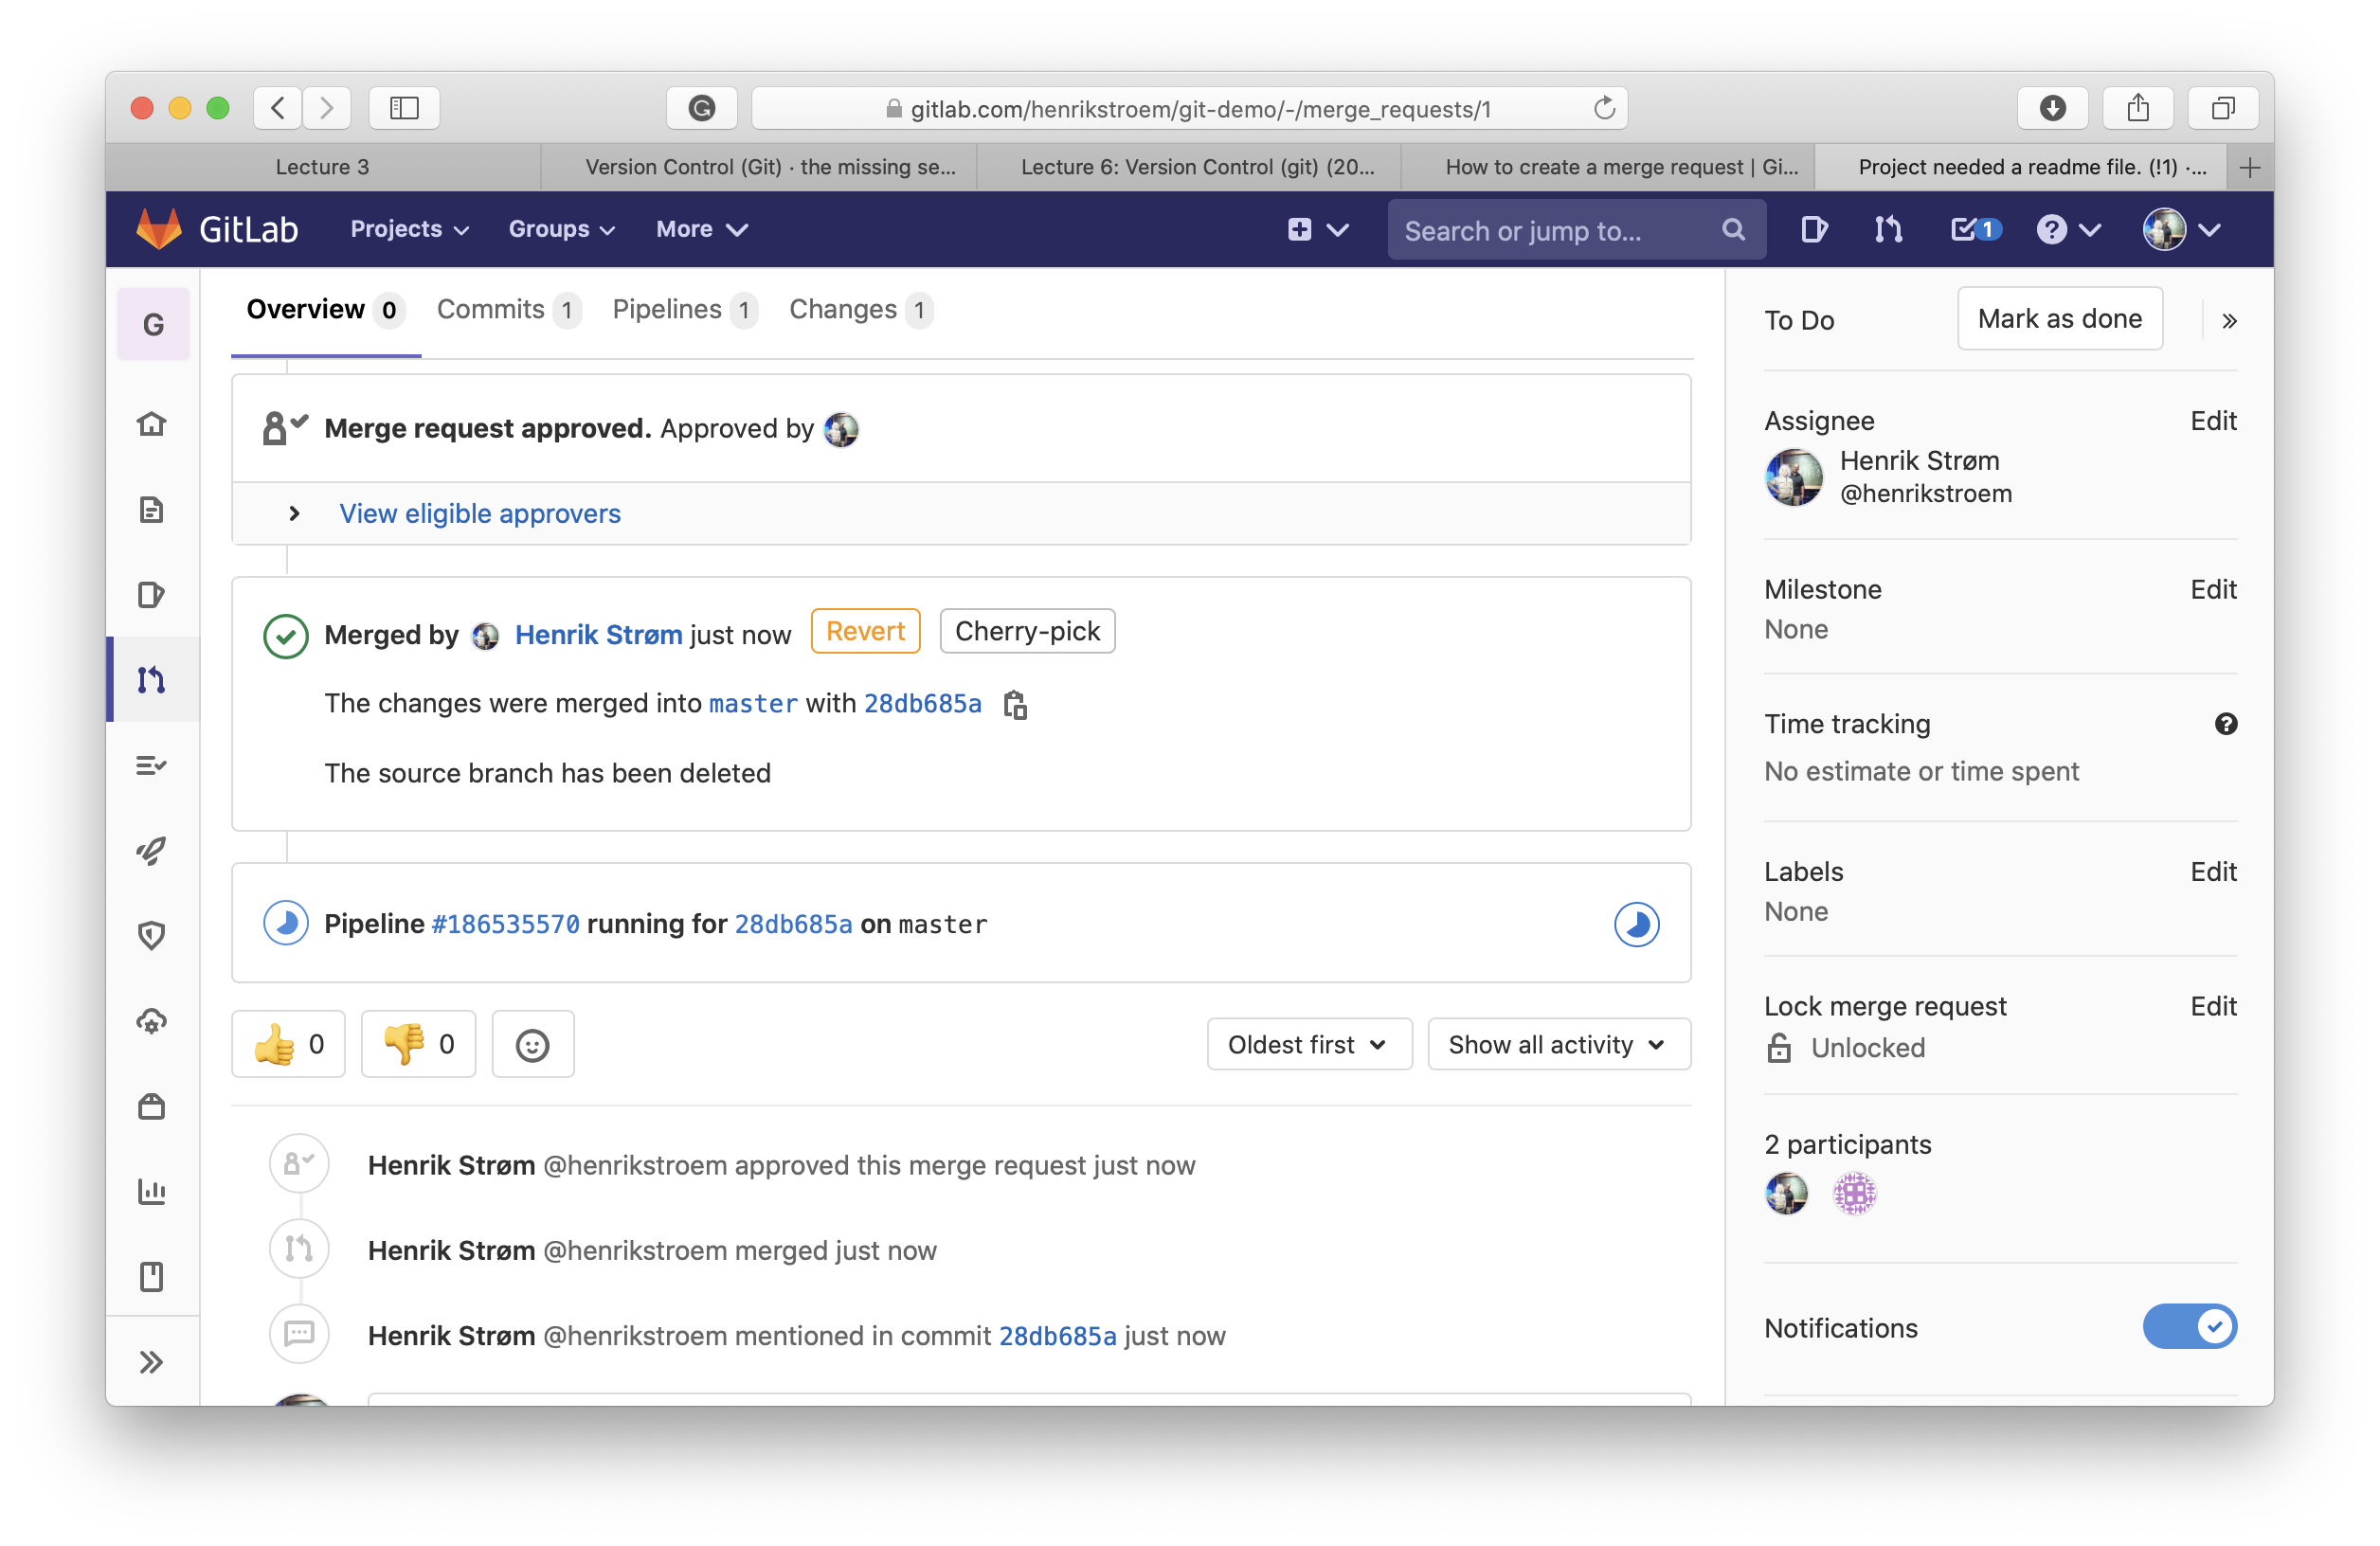 gitlab.com/henrikstroem/git-demo/-/merge_requests/1
Lecture 3
Version Control (Git) · the missing se...
Lecture 6: Version Control (git) (20...
How to create a merge request | Gi...
Project needed a readme file. (!1) ·...
GitLab
Projects
Groups
More
Search or jump to...
1
G
Overview 0
Commits 1
Pipelines 1
Changes 1
To Do
Mark as done
Merge request approved. Approved by
View eligible approvers
Merged by Henrik Strøm just now
Revert
Cherry-pick
The changes were merged into master with 28db685a
The source branch has been deleted
Pipeline #186535570 running for 28db685a on master
0
0
Oldest first
Show all activity
Henrik Strøm @henrikstroem approved this merge request just now
Henrik Strøm @henrikstroem merged just now
Henrik Strøm @henrikstroem mentioned in commit 28db685a just now
Assignee
Edit
Henrik Strøm
@henrikstroem
Milestone
Edit
None
Time tracking
No estimate or time spent
Labels
Edit
None
Lock merge request
Edit
Unlocked
2 participants
Notifications